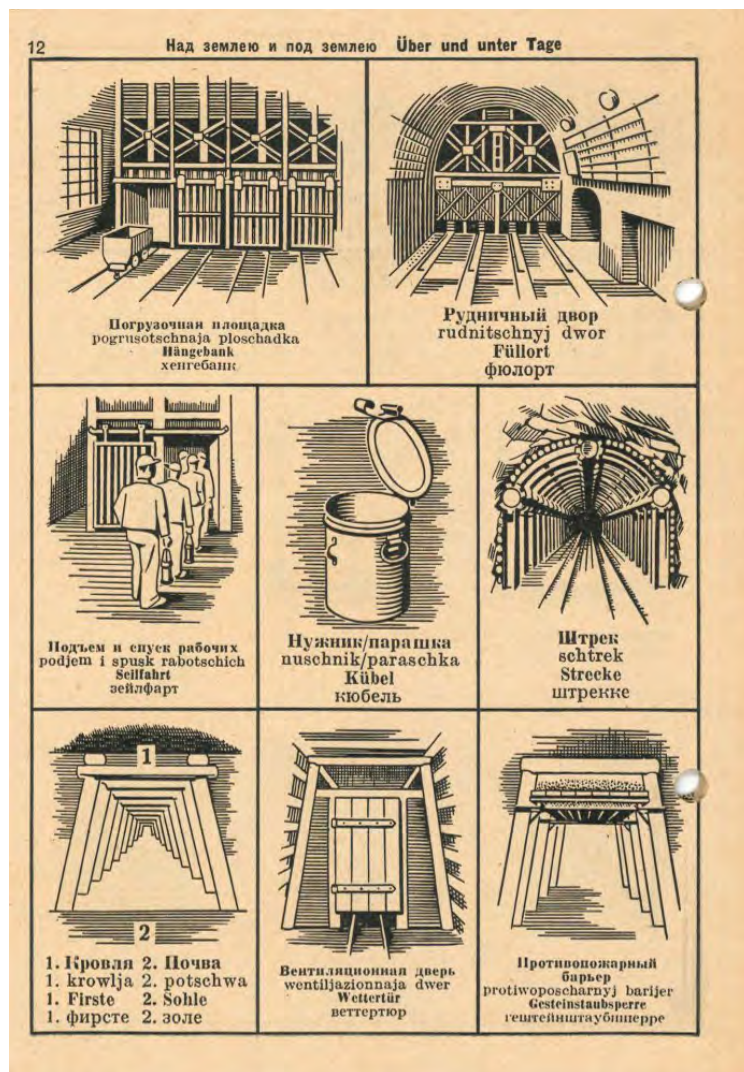 12
Над землею и под землею Über und unter Tage
Погрузочная площадка
pogrusotschnaja ploschadka
Hängebank
хенгебанк
Рудничный двор
rudnitschnyj dwor
Füllort
фюлорт
Подъем и спуск рабочих
podjem i spusk rabotschich
Seilfahrt
зейлфарт
Нужник/парашка
nuschnik/paraschka
Kübel
кюбель
Штрек
schtrek
Strecke
штрекке
1
2
1. Кровля 2. Почва
1. krowlja 2. potschwa
1. Firste 2. Sohle
1. фирсте 2. золе
Вентиляционная дверь
wentiljazionnaja dwer
Wettertür
веттертюр
Противопожарный
барьер
protiwoposcharnyj barijer
Gesteinstaubsperre
гештейнштаубшперре